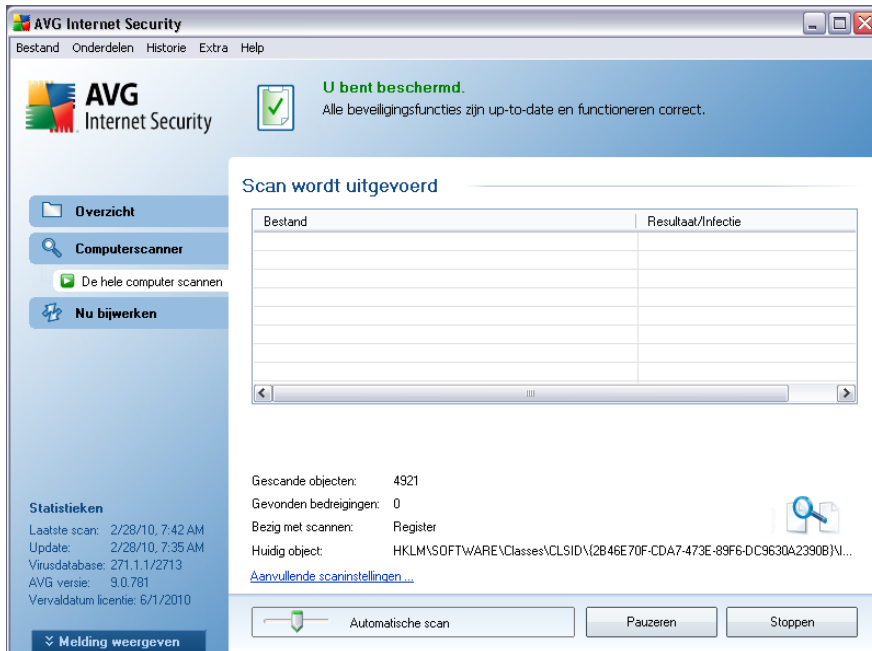 AVG Internet Security
Bestand Onderdelen Historie Extra Help
AVG
Internet Security
U bent beschermd.
Alle beveiligingsfuncties zijn up-to-date en functioneren correct.
Overzicht
Computerscanner
De hele computer scannen
Nu bijwerken
Scan wordt uitgevoerd
Bestand Resultaat/Infectie
Gescande objecten: 4921
Gevonden bedreigingen: 0
Bezig met scannen: Register
Huidig object: HKLM\SOFTWARE\Classes\CLSID\{2B46E70F-CDA7-473E-89F6-DC9630A2390B}\I...
Aanvullende scaninstellingen ...
Statistieken
Laatste scan: 2/28/10, 7:42 AM
Update: 2/28/10, 7:35 AM
Virusdatabase: 271.1.1/2713
AVG versie: 9.0.781
Vervaldatum licentie: 6/1/2010
Melding weergeven
Automatische scan
Pauzeren
Stoppen